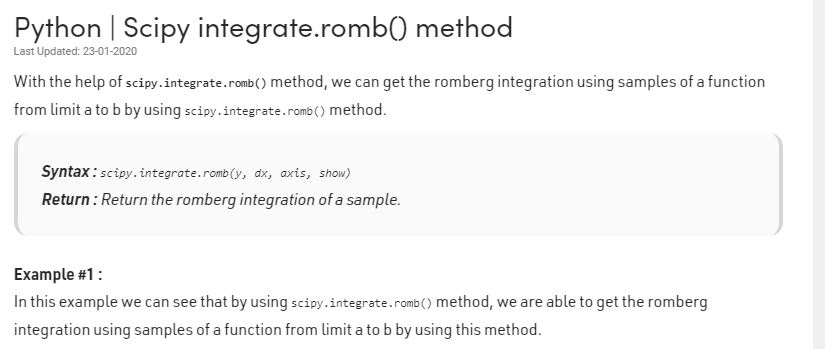 Python | Scipy integrate.romb() method
Last Updated: 23-01-2020
With the help of scipy.integrate.romb() method, we can get the romberg integration using samples of a function
from limit a to b by using scipy.integrate.romb() method.
Syntax : scipy.integrate.romb(y, dx, axis, show)
Return : Return the romberg integration of a sample.
Example #1 :
In this example we can see that by using scipy.integrate.romb() method, we are able to get the romberg
integration using samples of a function from limit a to b by using this method.